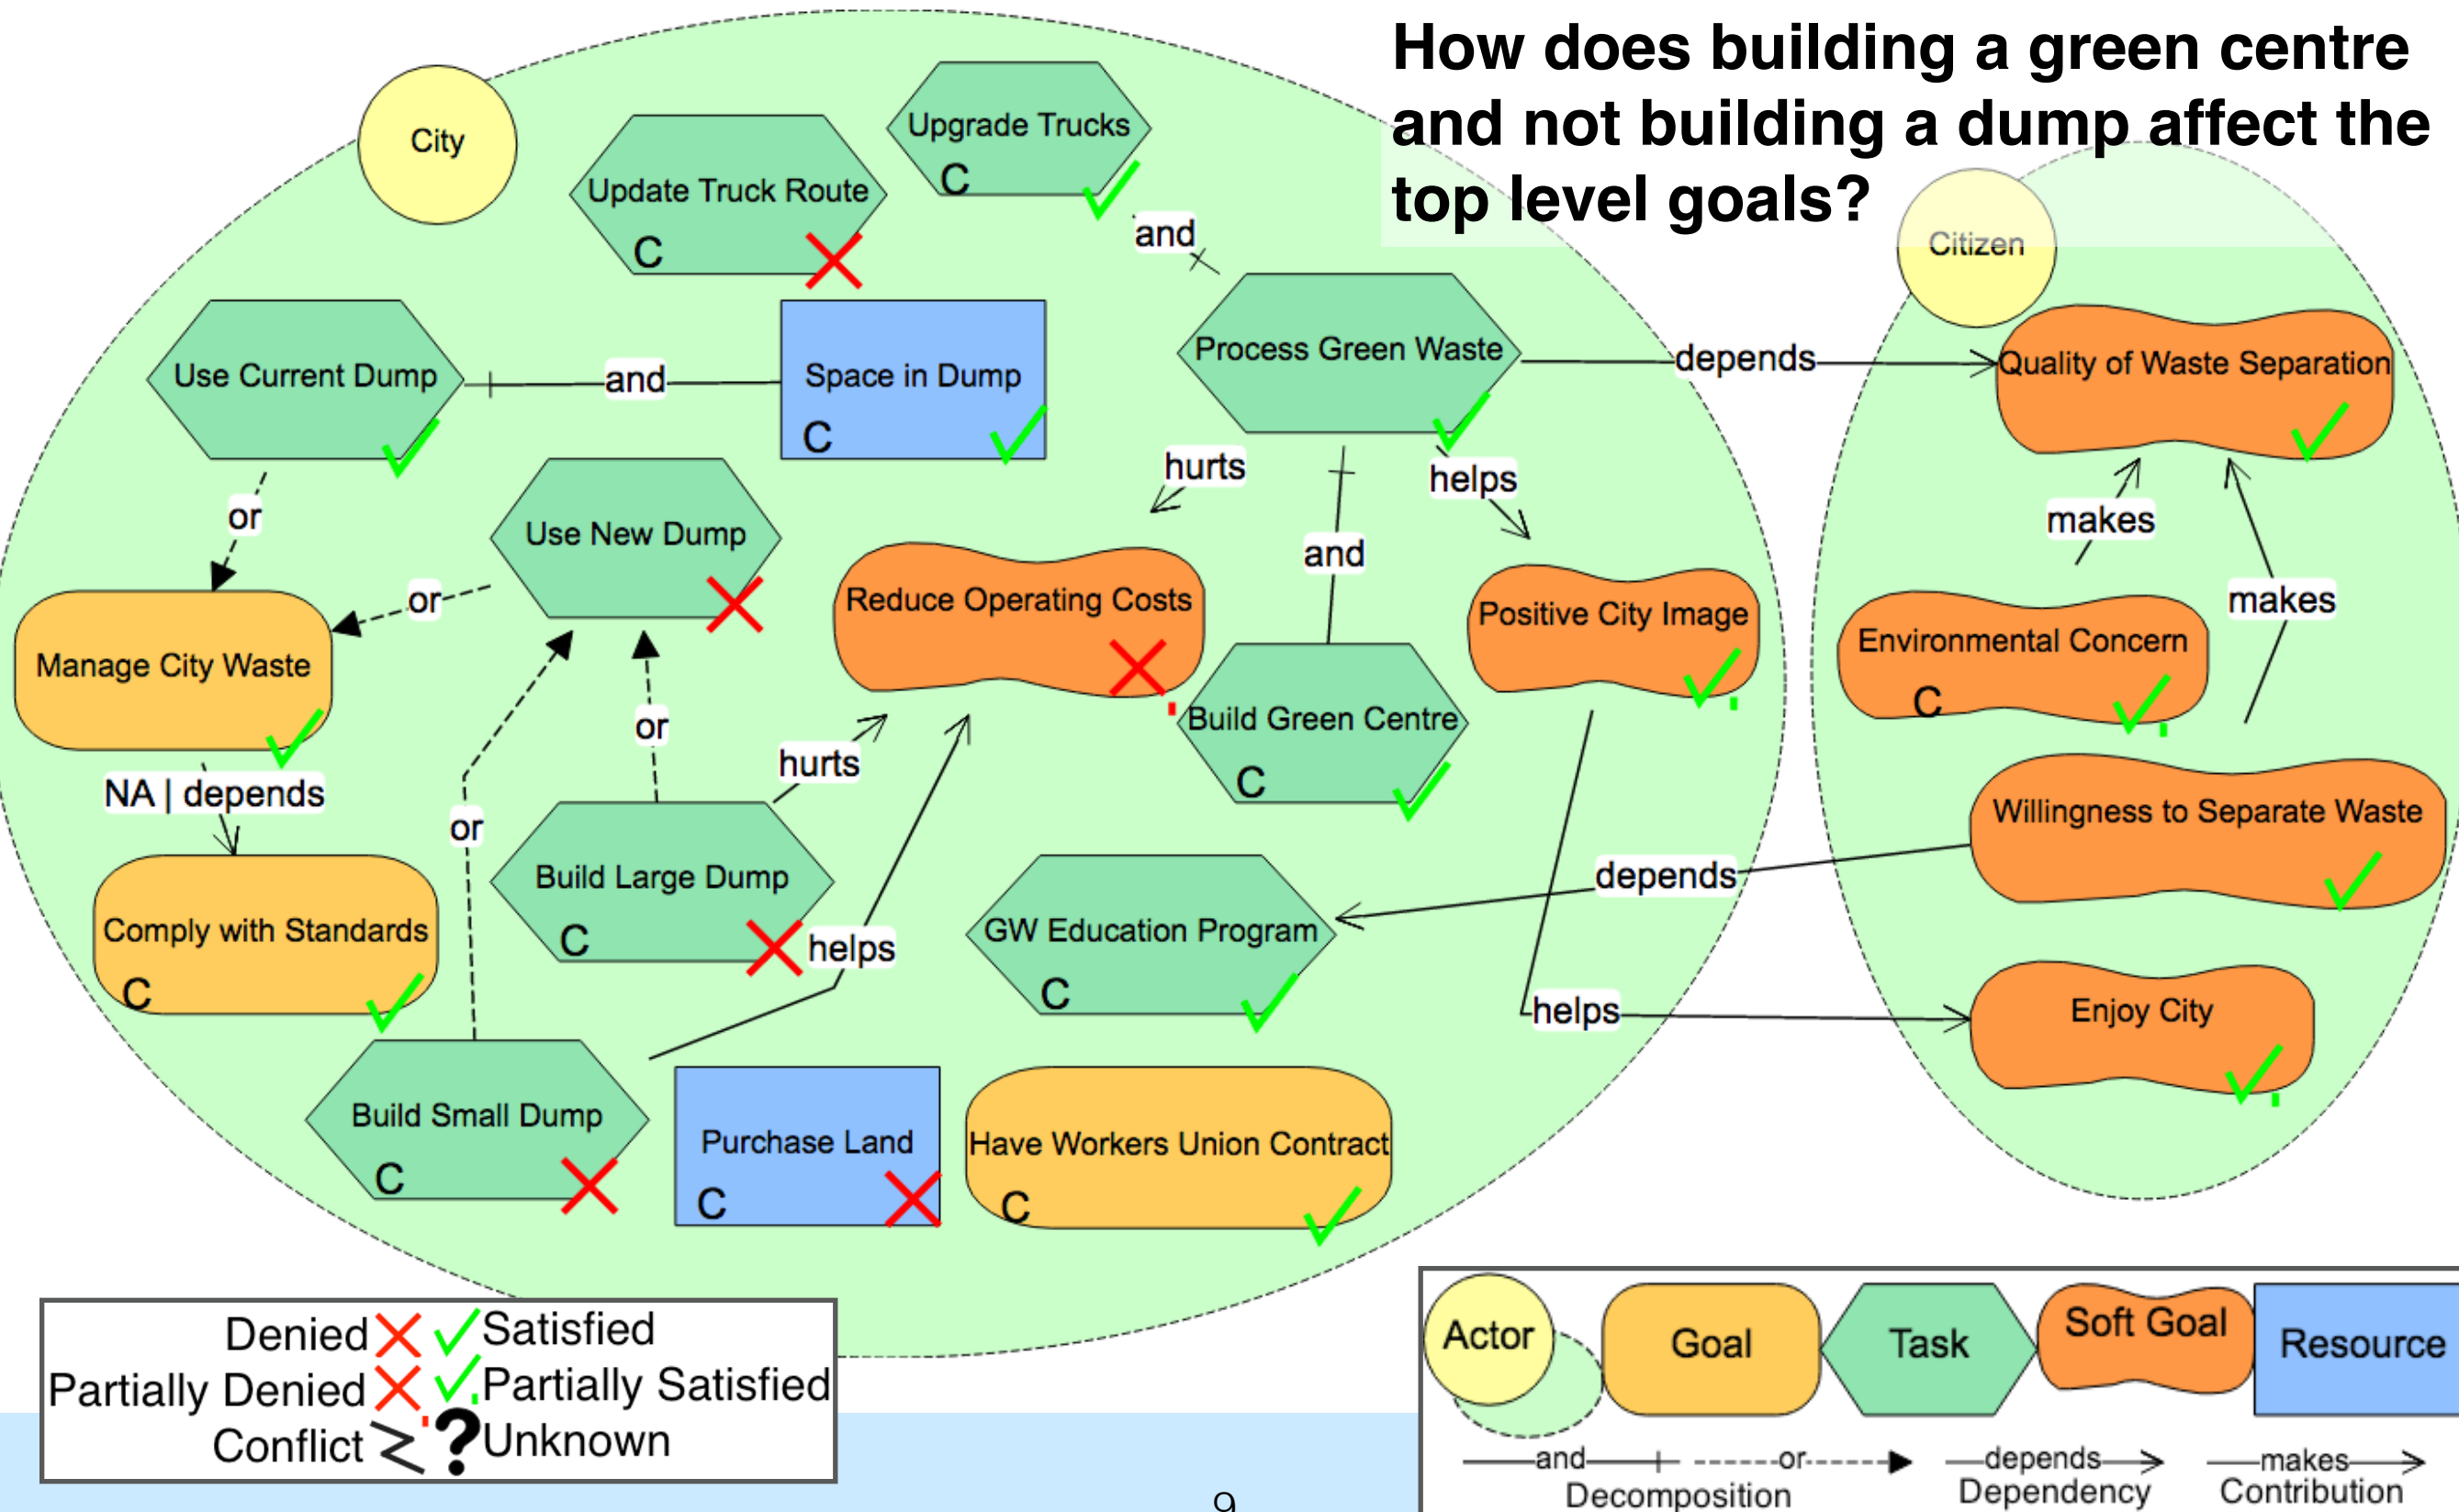 How does building a green centre
and not building a dump affect the
top level goals?
City
Update Truck Route
C
Upgrade Trucks
C
and
Citizen
Use Current Dump
and
Space in Dump
C
Process Green Waste
depends
Quality of Waste Separation
or
Use New Dump
hurts
helps
makes
or
Reduce Operating Costs
and
Positive City Image
Environmental Concern
C
makes
Manage City Waste
or
hurts
Build Green Centre
C
NA | depends
or
Build Large Dump
C
helps
Willingness to Separate Waste
depends
Comply with Standards
C
GW Education Program
C
helps
Enjoy City
Build Small Dump
C
Purchase Land
C
Have Workers Union Contract
C
Denied
Satisfied
Partially Denied
Partially Satisfied
Conflict
? Unknown
Actor
Goal
Task
Soft Goal
Resource
and
or
Decomposition
depends
Dependency
makes
Contribution
9